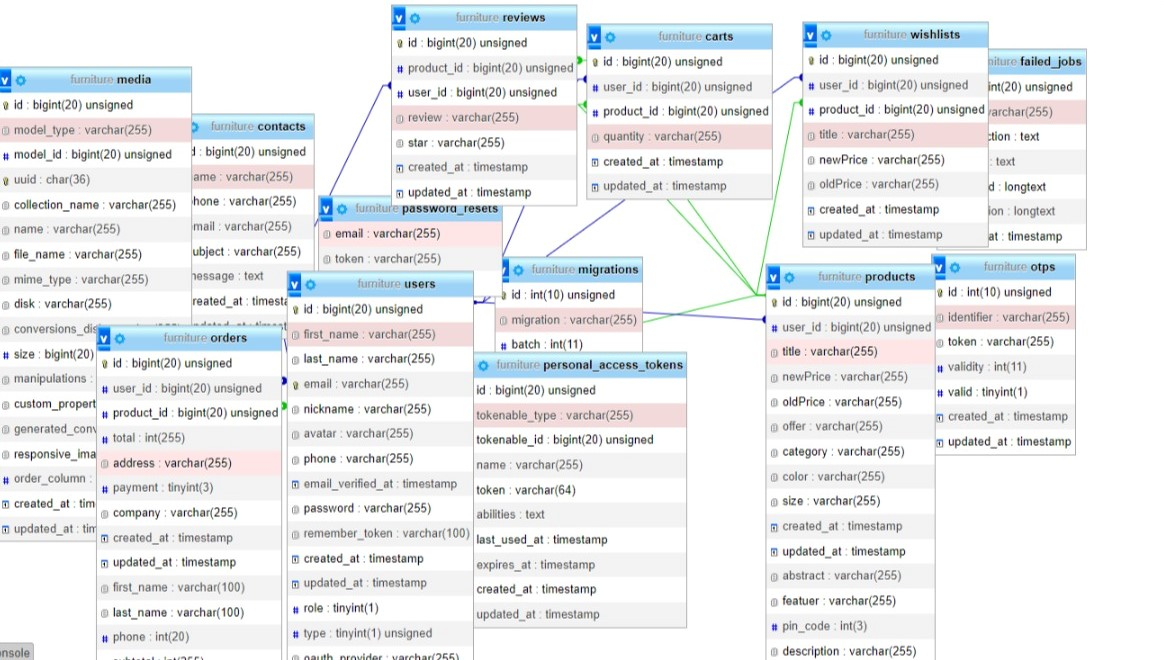 furniture reviews
id : bigint(20) unsigned
product_id : bigint(20) unsigned
user_id : bigint(20) unsigned
review : varchar(255)
star : varchar(255)
created_at : timestamp
updated_at : timestamp
furniture carts
id : bigint(20) unsigned
user_id : bigint(20) unsigned
product_id : bigint(20) unsigned
quantity : varchar(255)
created_at : timestamp
updated_at : timestamp
furniture wishlists
id : bigint(20) unsigned
user_id : bigint(20) unsigned
product_id : bigint(20) unsigned
title : varchar(255)
newPrice : varchar(255)
oldPrice : varchar(255)
created_at : timestamp
updated_at : timestamp
failed_jobs
unsigned
(255)
: text
: text
: longtext
: longtext
at : timestamp
furniture media
id : bigint(20) unsigned
model_type : varchar(255)
model_id : bigint(20) unsigned
uuid : char(36)
collection_name : varchar(255)
name : varchar(255)
file_name : varchar(255)
mime_type : varchar(255)
disk : varchar(255)
size : bigint(20)
manipulations :
order_column :
created_at :
updated_at :
furniture contacts
: bigint(20) unsigned
: varchar(255)
: varchar(255)
: varchar(255)
: varchar(255)
: text
furniture password_resets
email : varchar(255)
token : varchar(255)
furniture users
id : bigint(20) unsigned
first_name : varchar(255)
last_name : varchar(255)
email : varchar(255)
nickname : varchar(255)
avatar : varchar(255)
phone : varchar(255)
email_verified_at : timestamp
password : varchar(255)
remember_token : varchar(100)
created_at : timestamp
updated_at : timestamp
role : tinyint(1)
type : tinyint(1) unsigned
oauth_provider : varchar(255)
furniture migrations
id : int(10) unsigned
migration : varchar(255)
batch : int(11)
furniture products
id : bigint(20) unsigned
user_id : bigint(20) unsigned
title : varchar(255)
newPrice : varchar(255)
oldPrice : varchar(255)
offer : varchar(255)
category : varchar(255)
color : varchar(255)
size : varchar(255)
created_at : timestamp
updated_at : timestamp
abstract : varchar(255)
featuer : varchar(255)
pin_code : int(3)
description : varchar(255)
furniture otps
id : int(10) unsigned
identifier : varchar(255)
token : varchar(255)
validity : int(11)
valid : tinyint(1)
created_at : timestamp
updated_at : timestamp
furniture orders
id : bigint(20) unsigned
user_id : bigint(20) unsigned
product_id : bigint(20) unsigned
total : int(255)
address : varchar(255)
payment : tinyint(3)
company : varchar(255)
created_at : timestamp
updated_at : timestamp
first_name : varchar(100)
last_name : varchar(100)
phone : int(20)
furniture personal_access_tokens
id : bigint(20) unsigned
tokenable_type : varchar(255)
tokenable_id : bigint(20) unsigned
name : varchar(255)
token : varchar(64)
abilities : text
last_used_at : timestamp
expires_at : timestamp
created_at : timestamp
updated_at : timestamp